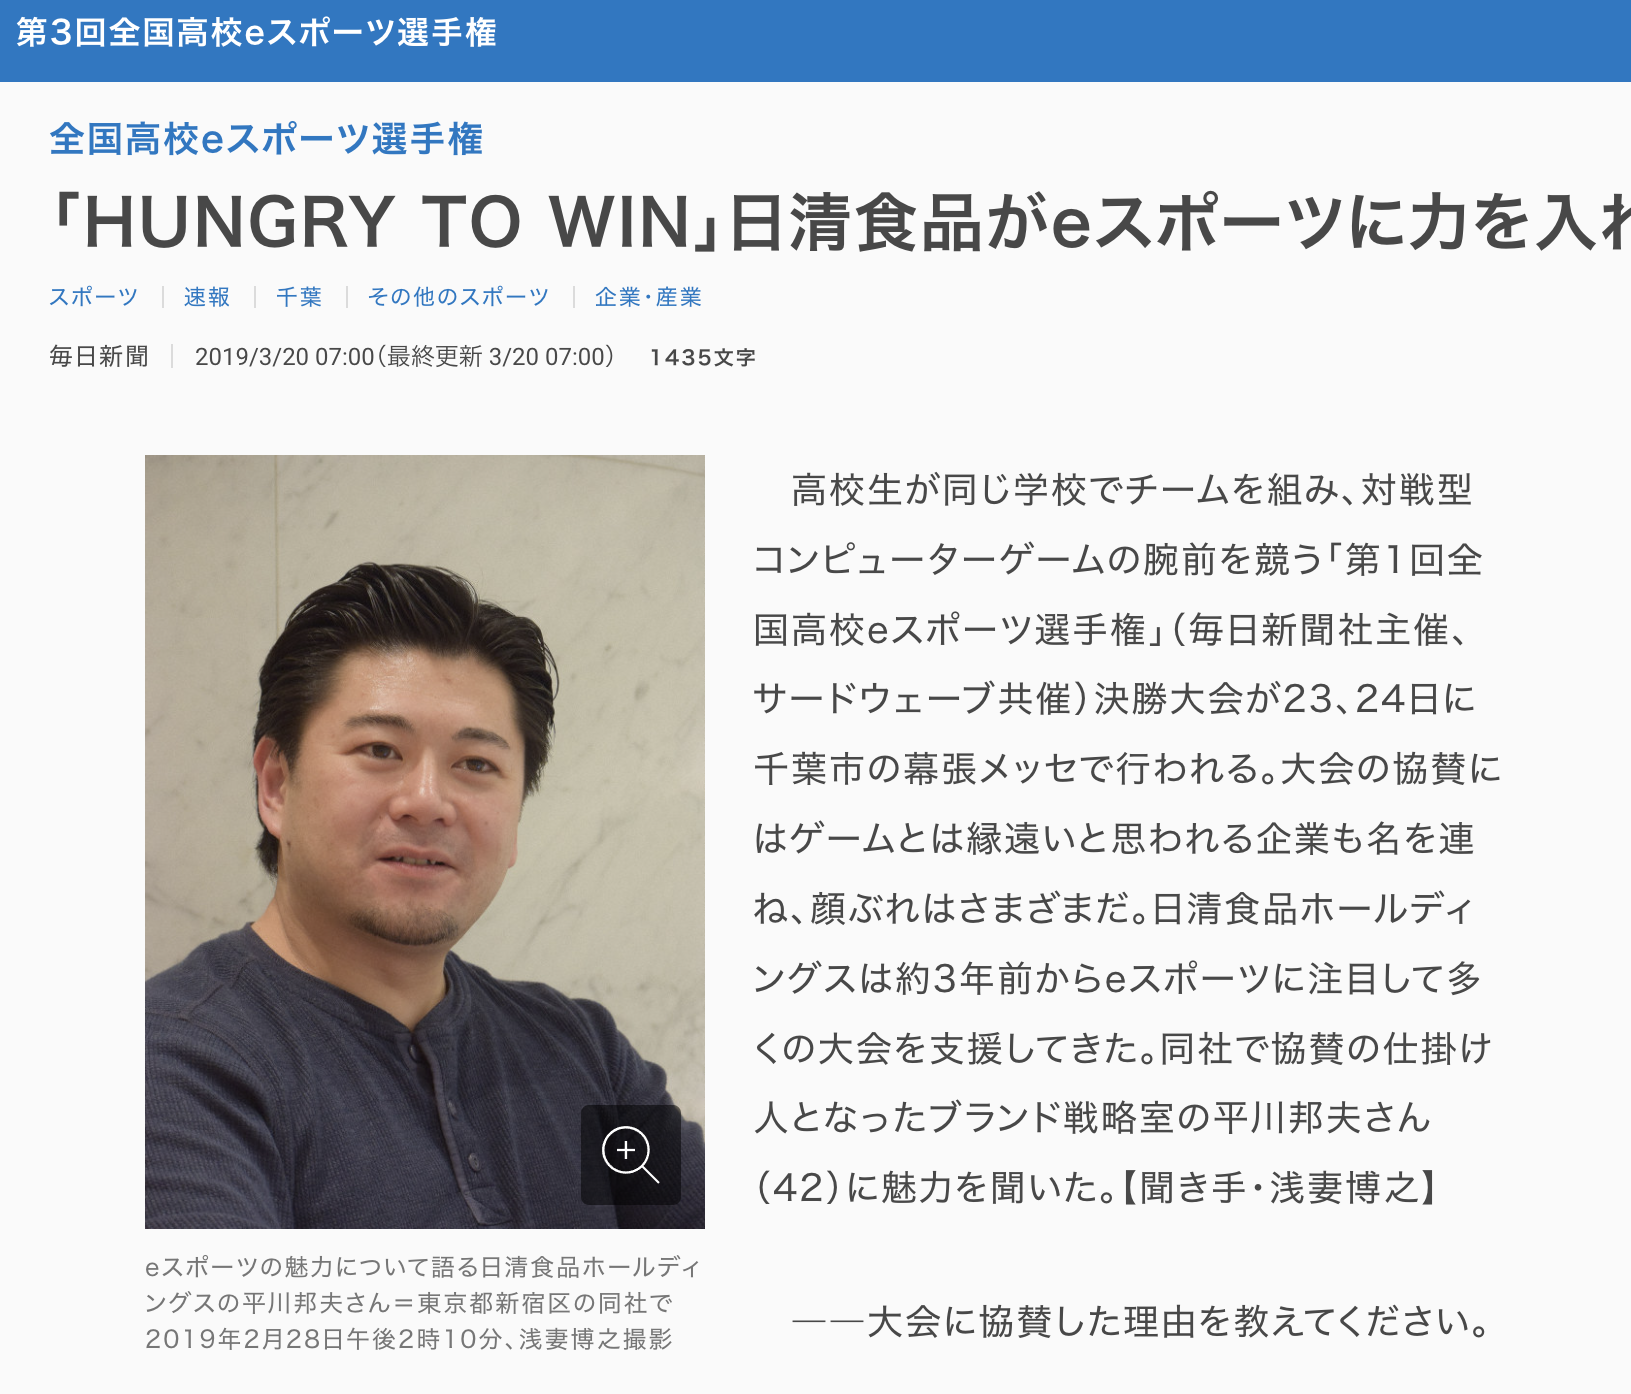 第3回全国高校eスポーツ選手権
全国高校eスポーツ選手権
「HUNGRY TO WIN」日清食品がeスポーツに力を入れ
スポーツ | 速報 | 千葉 | その他のスポーツ | 企業・産業
毎日新聞 | 2019/3/20 07:00（最終更新 3/20 07:00） 1435文字
高校生が同じ学校でチームを組み、対戦型
コンピューターゲームの腕前を競う「第1回全
国高校eスポーツ選手権」（毎日新聞社主催、
サードウェーブ共催）決勝大会が23、24日に
千葉市の幕張メッセで行われる。大会の協賛に
はゲームとは縁遠いと思われる企業も名を連
ね、顔ぶれはさまざまだ。日清食品ホールディ
ングスは約3年前からeスポーツに注目して多
くの大会を支援してきた。同社で協賛の仕掛け
人となったブランド戦略室の平川邦夫さん
（42）に魅力を聞いた。【聞き手・浅妻博之】
――大会に協賛した理由を教えてください。
eスポーツの魅力について語る日清食品ホールディ
ングスの平川邦夫さん＝東京都新宿区の同社で
2019年2月28日午後2時10分、浅妻博之撮影